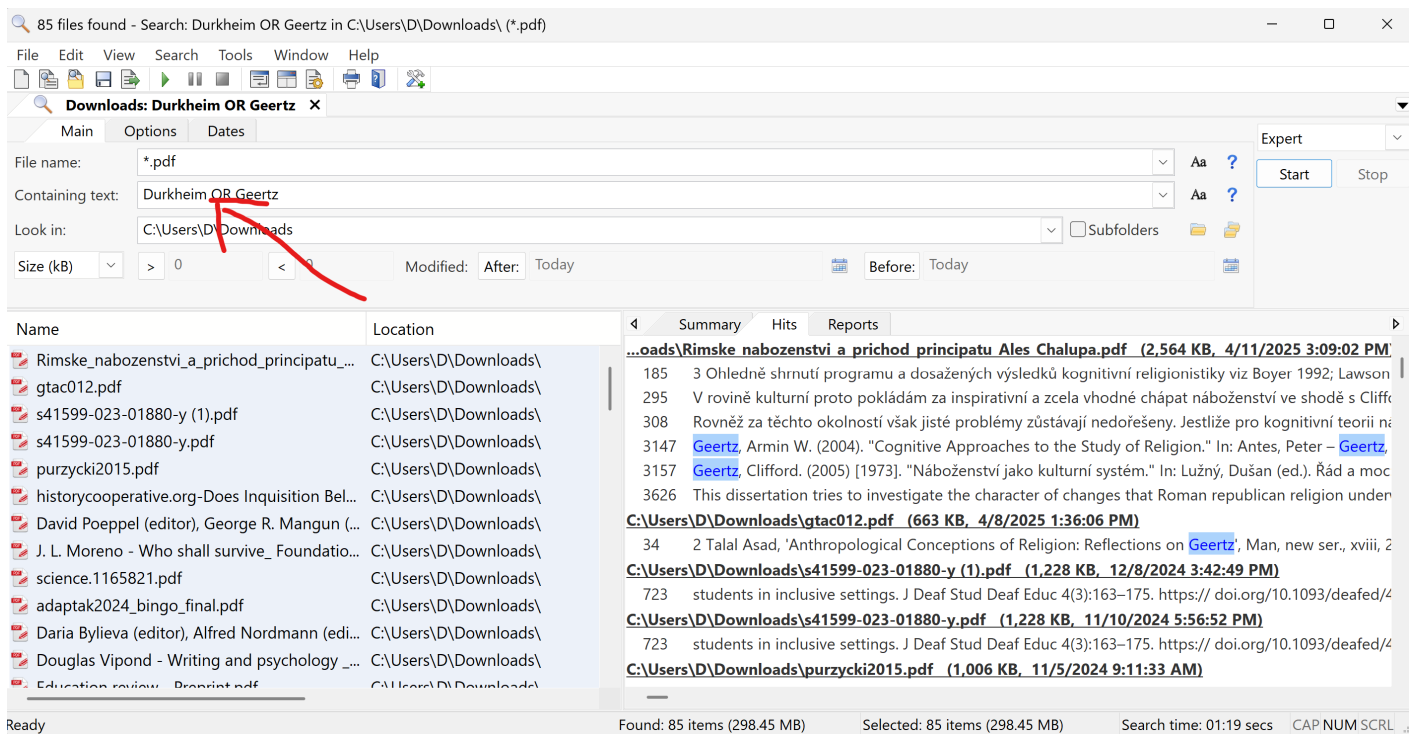 85 files found - Search: Durkheim OR Geertz in C:\Users\D\Downloads\ (*.pdf)
File Edit View Search Tools Window Help
Downloads: Durkheim OR Geertz
Main Options Dates
Expert
File name: *.pdf Aa ?
Start Stop
Containing text: Durkheim OR Geertz Aa ?
Look in: C:\Users\D\Downloads Subfolders
Size (kB) > 0 < 0 Modified: After: Today Before: Today
Name Location
Rimske_nabozenstvi_a_prichod_principatu_... C:\Users\D\Downloads\
gtac012.pdf C:\Users\D\Downloads\
s41599-023-01880-y (1).pdf C:\Users\D\Downloads\
s41599-023-01880-y.pdf C:\Users\D\Downloads\
purzycki2015.pdf C:\Users\D\Downloads\
historycooperative.org-Does Inquisition Bel... C:\Users\D\Downloads\
David Poeppel (editor), George R. Mangun (... C:\Users\D\Downloads\
J. L. Moreno - Who shall survive_ Foundatio... C:\Users\D\Downloads\
science.1165821.pdf C:\Users\D\Downloads\
adaptak2024_bingo_final.pdf C:\Users\D\Downloads\
Daria Bylieva (editor), Alfred Nordmann (edi... C:\Users\D\Downloads\
Douglas Vipond - Writing and psychology _... C:\Users\D\Downloads\
Education review - Preprint.pdf C:\Users\D\Downloads\
Summary Hits Reports
...oads\Rimske_nabozenstvi_a_prichod_principatu_Ales_Chalupa.pdf (2,564 KB, 4/11/2025 3:09:02 PM)
185 3 Ohledně shrnutí programu a dosažených výsledků kognitivní religionistiky viz Boyer 1992; Lawson
295 V rovině kulturní proto pokládám za inspirativní a zcela vhodné chápat náboženství ve shodě s Cliff
308 Rovněž za těchto okolností však jisté problémy zůstávají nedořešeny. Jestliže pro kognitivní teorii
3147 Geertz, Armin W. (2004). "Cognitive Approaches to the Study of Religion." In: Antes, Peter – Geertz,
3157 Geertz, Clifford. (2005) [1973]. "Náboženství jako kulturní systém." In: Lužný, Dušan (ed.). Řád a moc
3626 This dissertation tries to investigate the character of changes that Roman republican religion under
C:\Users\D\Downloads\gtac012.pdf (663 KB, 4/8/2025 1:36:06 PM)
34 2 Talal Asad, 'Anthropological Conceptions of Religion: Reflections on Geertz', Man, new ser., xviii, 2
C:\Users\D\Downloads\s41599-023-01880-y (1).pdf (1,228 KB, 12/8/2024 3:42:49 PM)
723 students in inclusive settings. J Deaf Stud Deaf Educ 4(3):163–175. https:// doi.org/10.1093/deafed/4
C:\Users\D\Downloads\s41599-023-01880-y.pdf (1,228 KB, 11/10/2024 5:56:52 PM)
723 students in inclusive settings. J Deaf Stud Deaf Educ 4(3):163–175. https:// doi.org/10.1093/deafed/4
C:\Users\D\Downloads\purzycki2015.pdf (1,006 KB, 11/5/2024 9:11:33 AM)
Ready Found: 85 items (298.45 MB) Selected: 85 items (298.45 MB) Search time: 01:19 secs CAP NUM SCRL